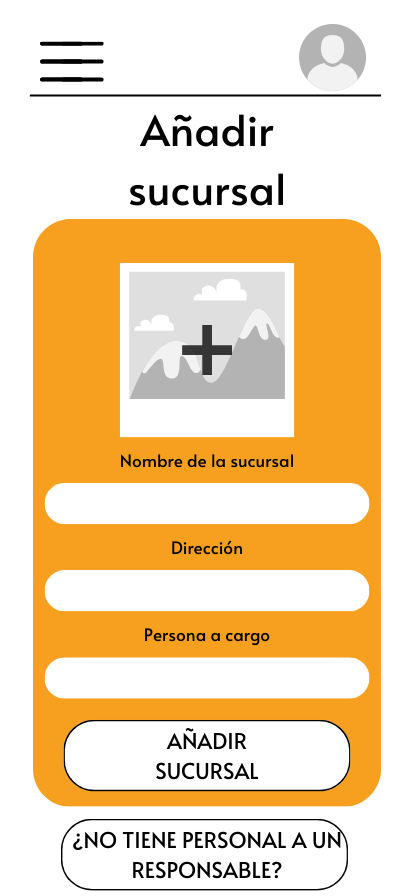 Añadir
sucursal
Nombre de la sucursal
Dirección
Persona a cargo
AÑADIR
SUCURSAL
¿NO TIENE PERSONAL A UN
RESPONSABLE?